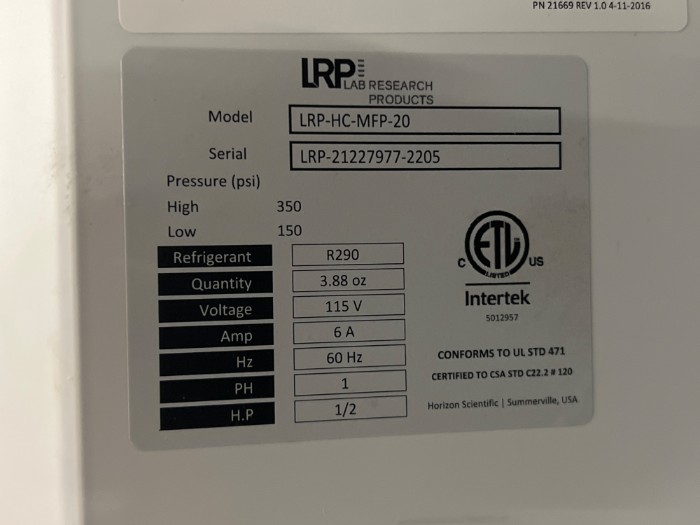 PN 21669 REV 1.0 4-11-2016
LRP
LAB RESEARCH
PRODUCTS
Model LRP-HC-MFP-20
Serial LRP-21227977-2205
Pressure (psi)
High 350
Low 150
Refrigerant R290
Quantity 3.88 oz
Voltage 115 V
Amp 6 A
Hz 60 Hz
PH 1
H.P 1/2
ETL
LISTED
C US
Intertek
5012957
CONFORMS TO UL STD 471
CERTIFIED TO CSA STD C22.2 # 120
Horizon Scientific | Summerville, USA